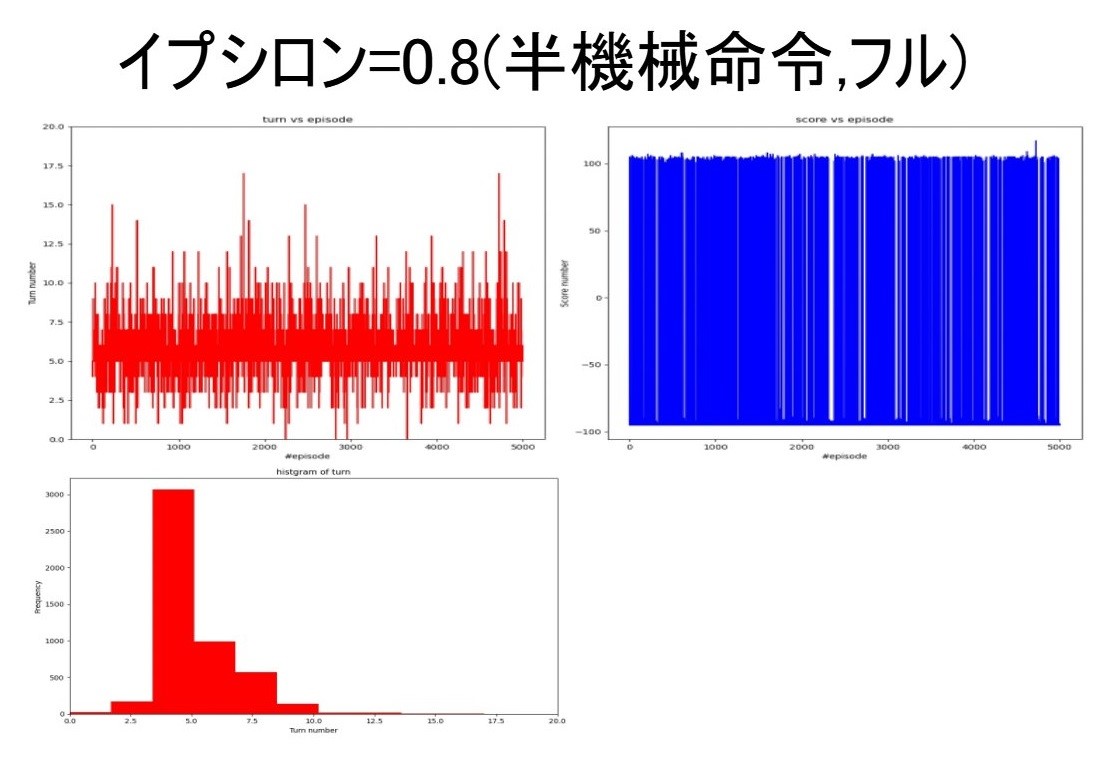 イプシロン=0.8(半機械命令,フル)
turn vs episode
20.0
17.5
15.0
12.5
10.0
7.5
5.0
2.5
0.0
Turn number
0 1000 2000 3000 4000 5000
#episode
score vs episode
100
50
0
−50
−100
Score number
0 1000 2000 3000 4000 5000
#episode
histgram of turn
3000
2500
2000
1500
1000
500
0
Frequency
0.0 2.5 5.0 7.5 10.0 12.5 15.0 17.5 20.0
Turn number